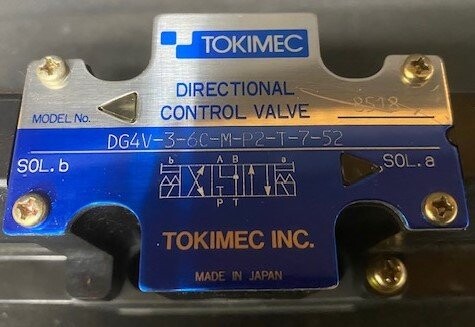 TOKIMEC
DIRECTIONAL
CONTROL VALVE 8518
MODEL No.
DG4V-3-6C-M-P2-T-7-52
SOL.b SOL.a
b A B a
P T
TOKIMEC INC.
MADE IN JAPAN